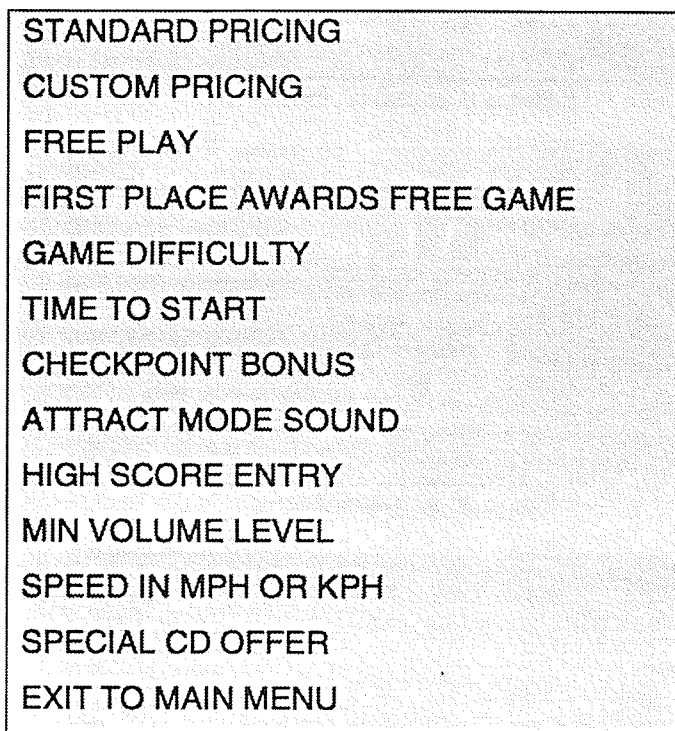 STANDARD PRICING
CUSTOM PRICING
FREE PLAY
FIRST PLACE AWARDS FREE GAME
GAME DIFFICULTY
TIME TO START
CHECKPOINT BONUS
ATTRACT MODE SOUND
HIGH SCORE ENTRY
MIN VOLUME LEVEL
SPEED IN MPH OR KPH
SPECIAL CD OFFER
EXIT TO MAIN MENU